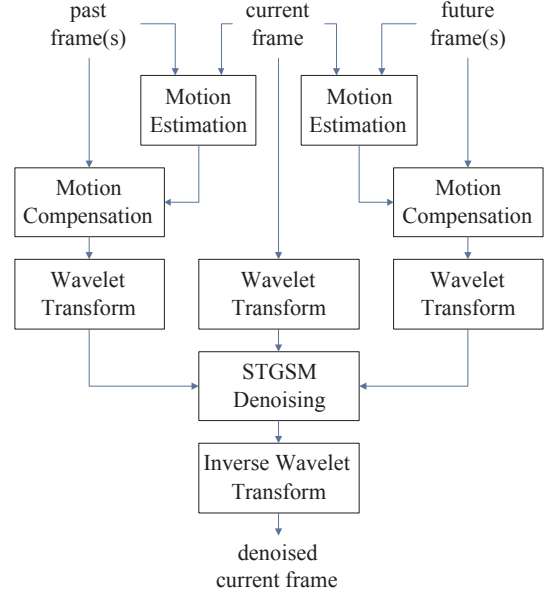 past
frame(s)
current
frame
future
frame(s)
Motion
Estimation
Motion
Estimation
Motion
Compensation
Motion
Compensation
Wavelet
Transform
Wavelet
Transform
Wavelet
Transform
STGSM
Denoising
Inverse Wavelet
Transform
denoised
current frame